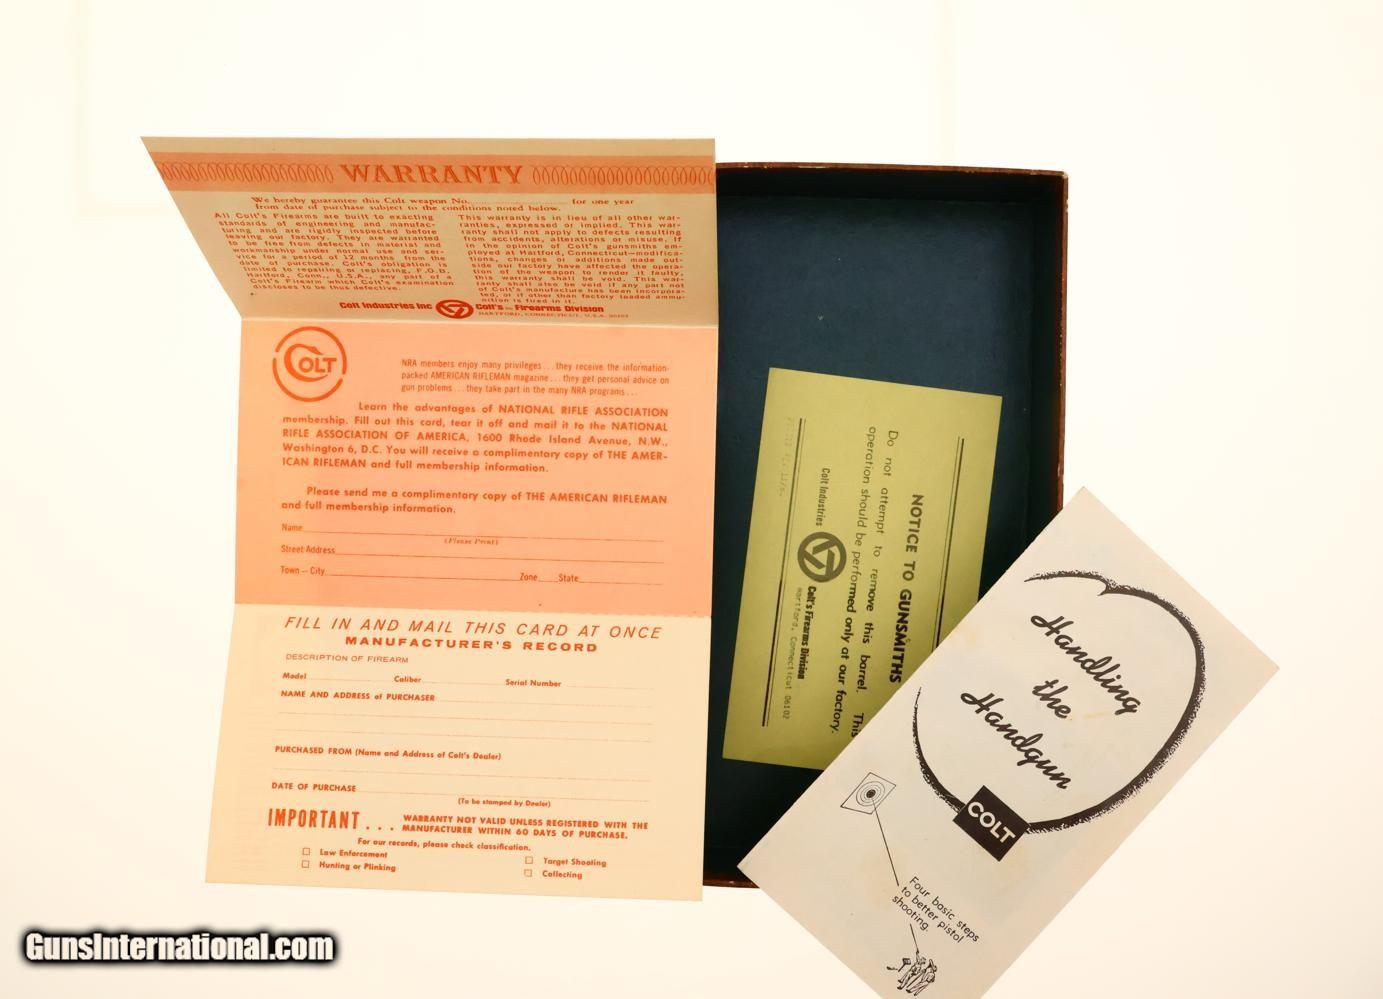 WARRANTY
We hereby guarantee this Colt weapon No. for one year
from date of purchase subject to the conditions noted below.
All Colt's Firearms are built to exacting
standards of engineering and manufac-
turing and are rigidly inspected before
leaving our factory. They are warranted
to be free from defects in material and
workmanship under normal use and ser-
vice for a period of 12 months from the
date of purchase. Colt's obligation is
limited to repairing or replacing, F.O.B.
Hartford, Conn., U.S.A., any part of a
Colt's Firearm which Colt's examination
discloses to be thus defective.
This warranty is in lieu of all other war-
ranties, expressed or implied. This war-
ranty shall not apply to defects resulting
from accidents, alterations or misuse. If
in the opinion of Colt's gunsmiths em-
ployed at Hartford, Connecticut—modifica-
tions, changes or additions made out-
side our factory have affected the opera-
tion of the weapon to render it faulty,
this warranty shall be void. This war-
ranty shall also be void if any part not
of Colt's manufacture has been incorpora-
ted, or if other than factory loaded ammu-
nition is fired in it.
Colt Industries Inc Colt's Firearms Division
HARTFORD, CONNECTICUT, U.S.A.
COLT
NRA members enjoy many privileges... they receive the information-
packed AMERICAN RIFLEMAN magazine... they get personal advice on
gun problems... they take part in the many NRA programs...
Learn the advantages of NATIONAL RIFLE ASSOCIATION
membership. Fill out this card, tear it off and mail it to the NATIONAL
RIFLE ASSOCIATION OF AMERICA, 1600 Rhode Island Avenue, N.W.,
Washington 6, D.C. You will receive a complimentary copy of THE AMER-
ICAN RIFLEMAN and full membership information.
Please send me a complimentary copy of THE AMERICAN RIFLEMAN
and full membership information.
Name
(Please Print)
Street Address
Town - City Zone State
FILL IN AND MAIL THIS CARD AT ONCE
MANUFACTURER'S RECORD
DESCRIPTION OF FIREARM
Model Caliber Serial Number
NAME AND ADDRESS of PURCHASER
PURCHASED FROM (Name and Address of Colt's Dealer)
DATE OF PURCHASE
(To be stamped by Dealer)
IMPORTANT... WARRANTY NOT VALID UNLESS REGISTERED WITH THE
MANUFACTURER WITHIN 60 DAYS OF PURCHASE.
For our records, please check classification.
Law Enforcement
Hunting or Plinking
Target Shooting
Collecting
NOTICE TO GUNSMITHS
Do not attempt to remove this barrel. This
operation should be performed only at our factory.
Colt Industries Colt's Firearms Division
Hartford, Connecticut 06102
Handling
the
Handgun
COLT
Four basic steps
to better pistol
shooting.
GunsInternational.com